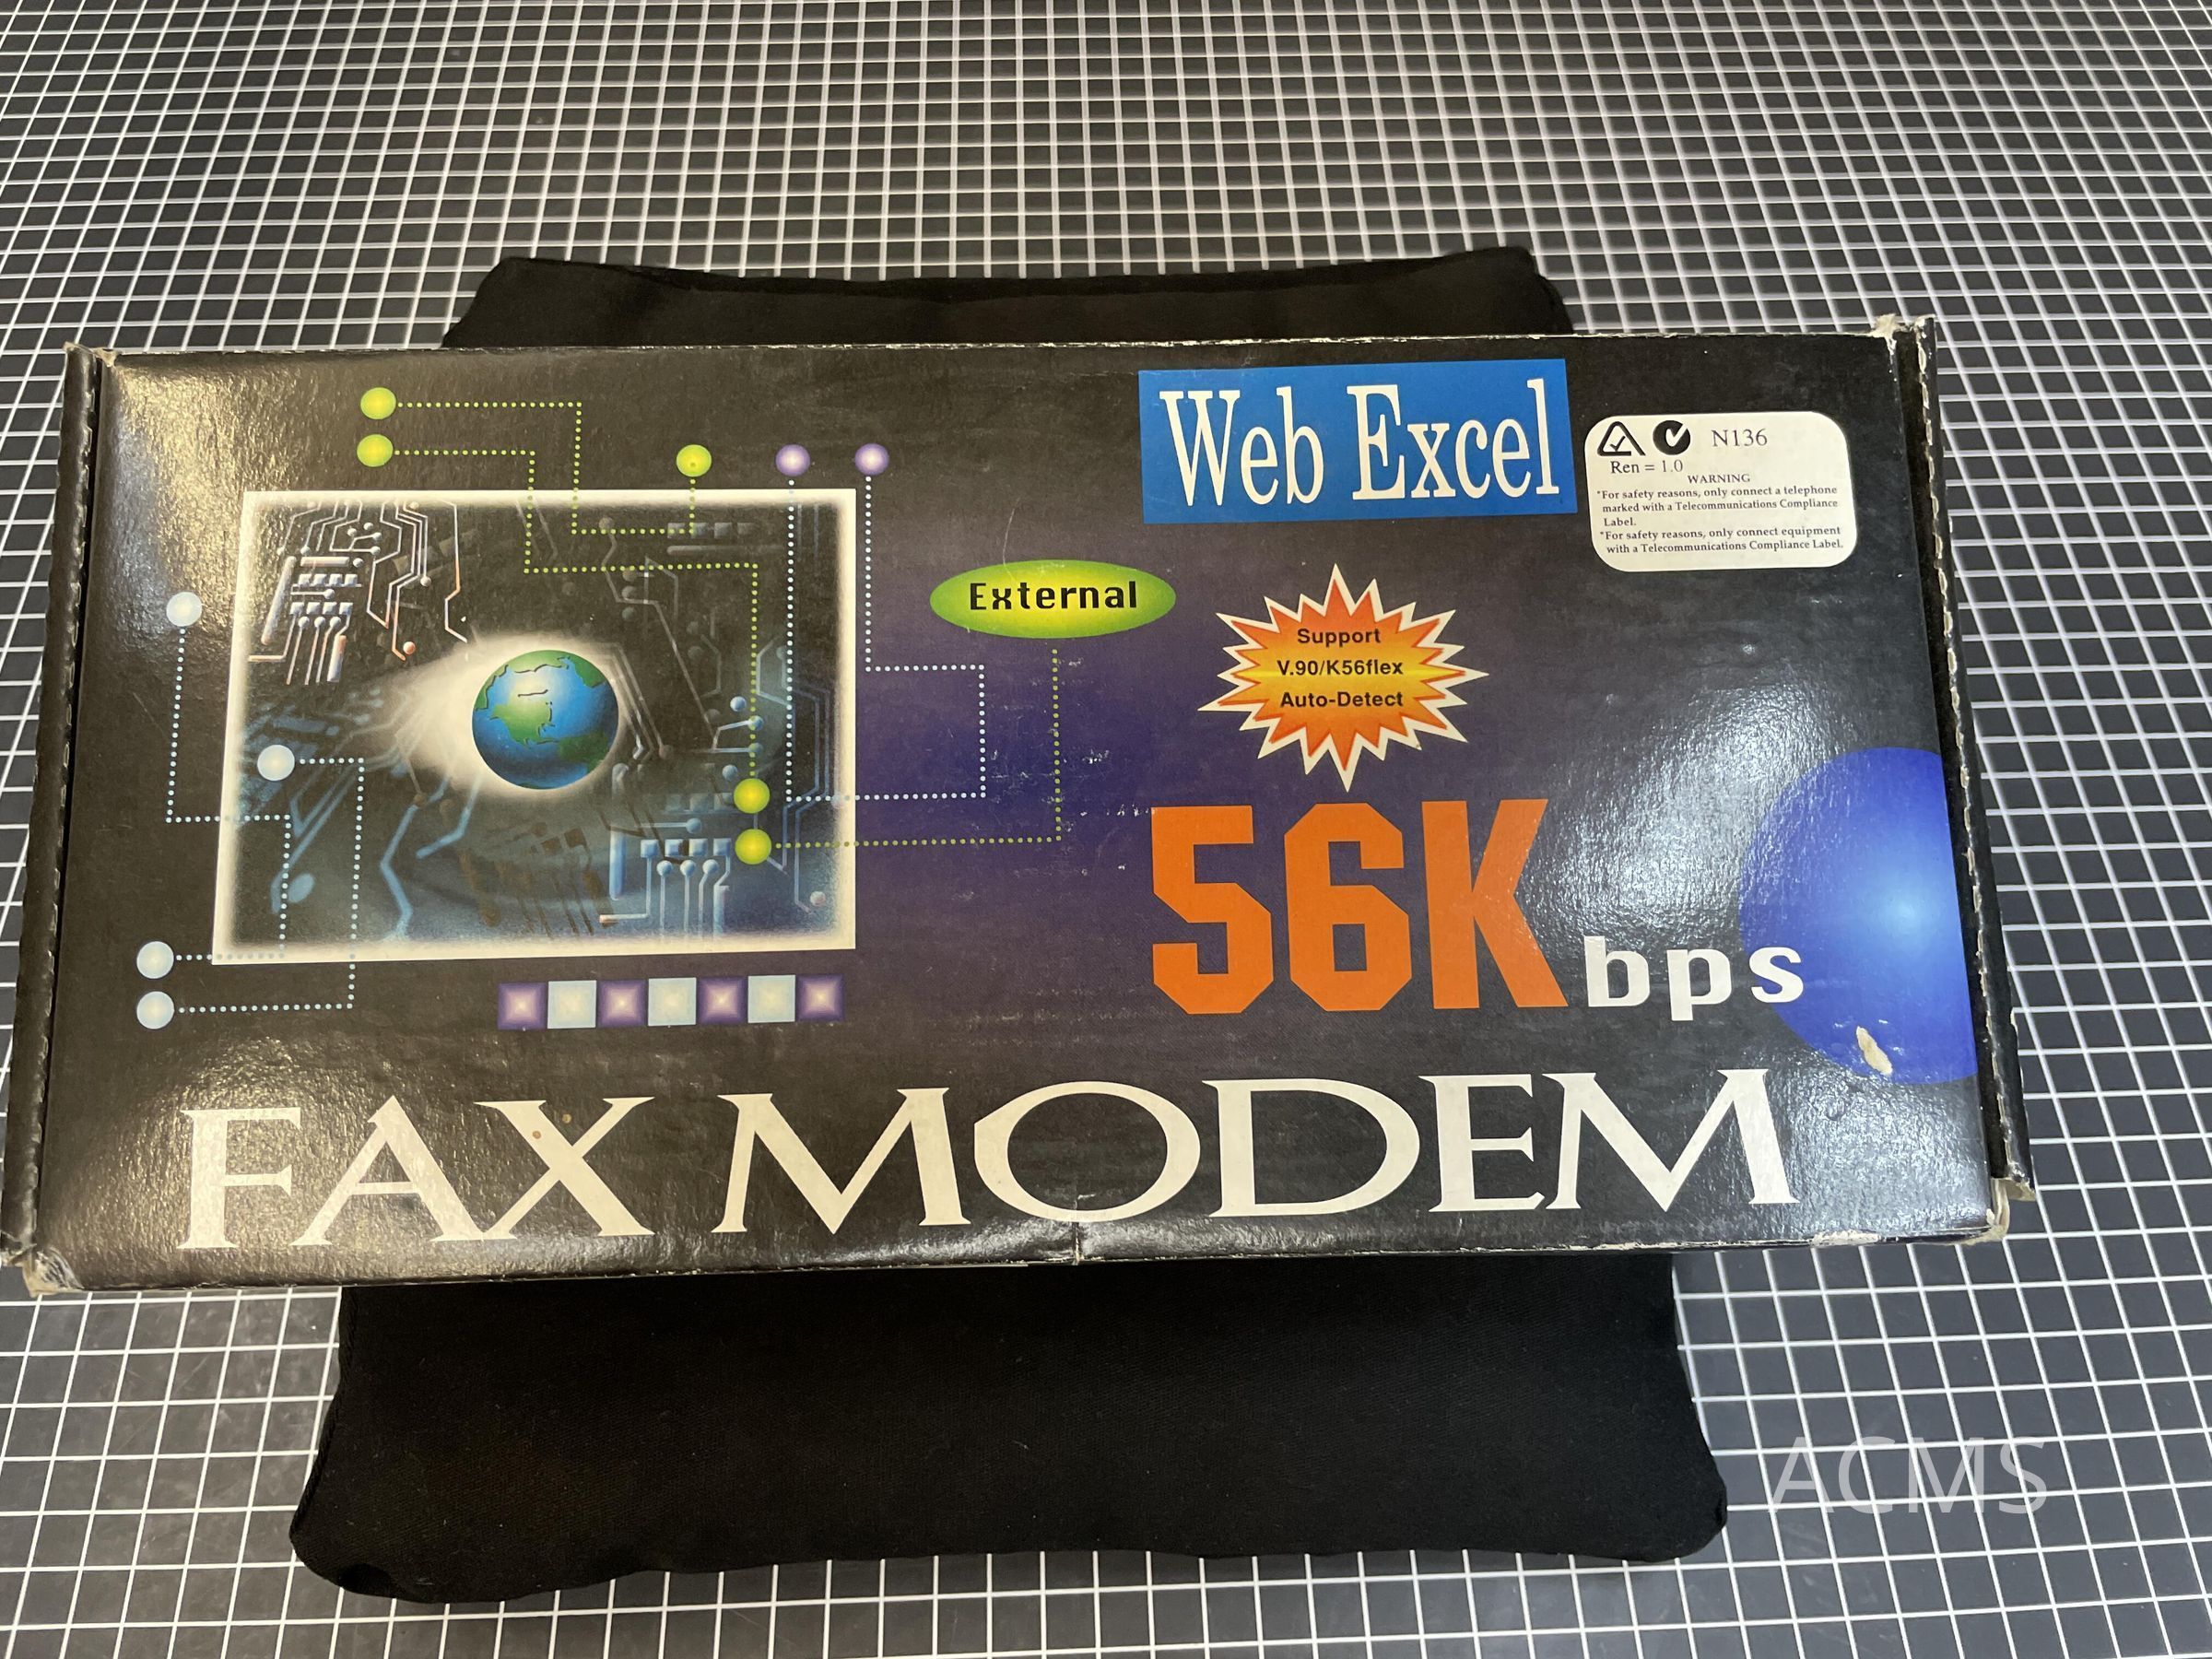 Web Excel
N136
Ren = 1.0
WARNING
*For safety reasons, only connect a telephone
marked with a Telecommunications Compliance
Label.
*For safety reasons, only connect equipment
with a Telecommunications Compliance Label.
External
Support
V.90/K56flex
Auto-Detect
56K bps
FAX MODEM
ACMS